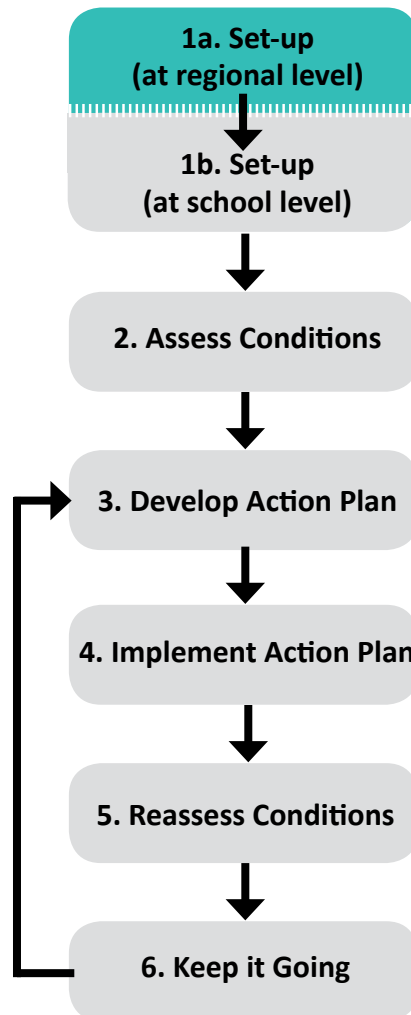 1a. Set-up
(at regional level)
1b. Set-up
(at school level)
2. Assess Conditions
3. Develop Action Plan
4. Implement Action Plan
5. Reassess Conditions
6. Keep it Going